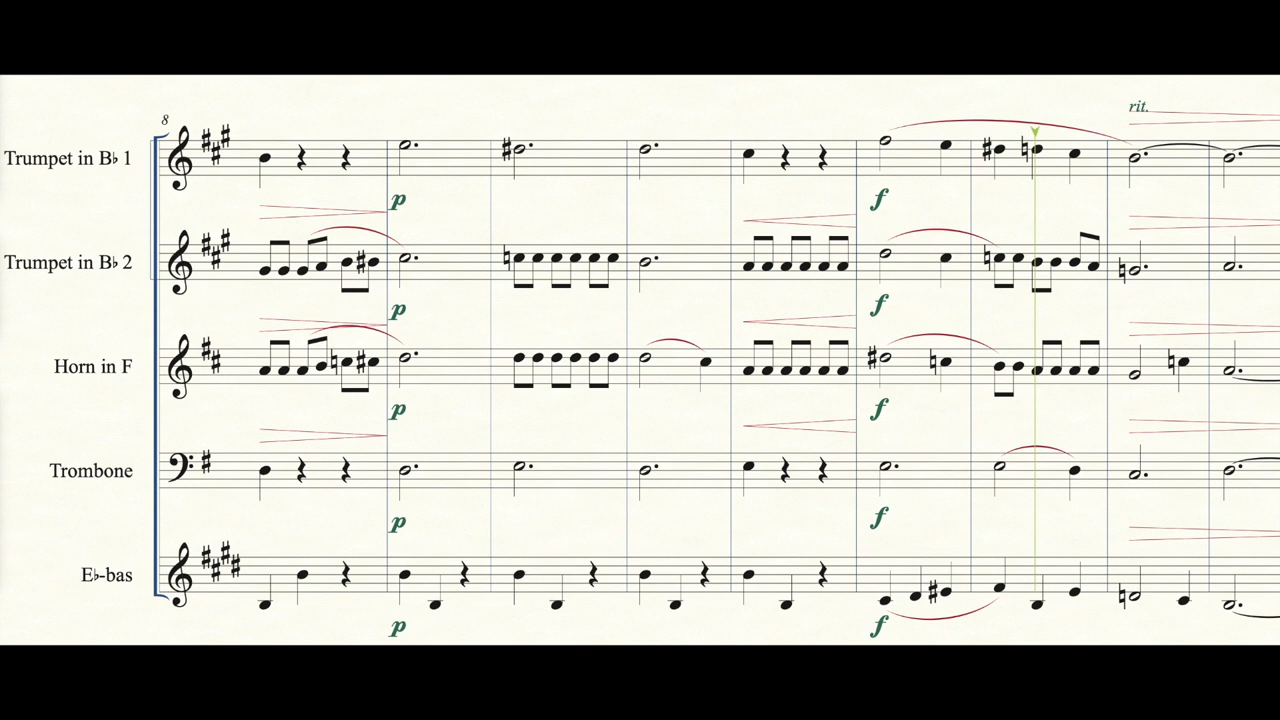 rit.
8
Trumpet in B♭ 1
p
f
Trumpet in B♭ 2
p
f
Horn in F
p
f
Trombone
p
f
E♭-bas
p
f